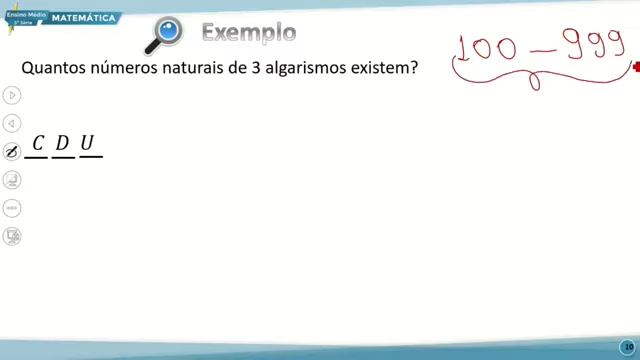 Ensino Médio
3ª Série
MATEMÁTICA
Exemplo
100 - 999
Quantos números naturais de 3 algarismos existem?
C D U
10